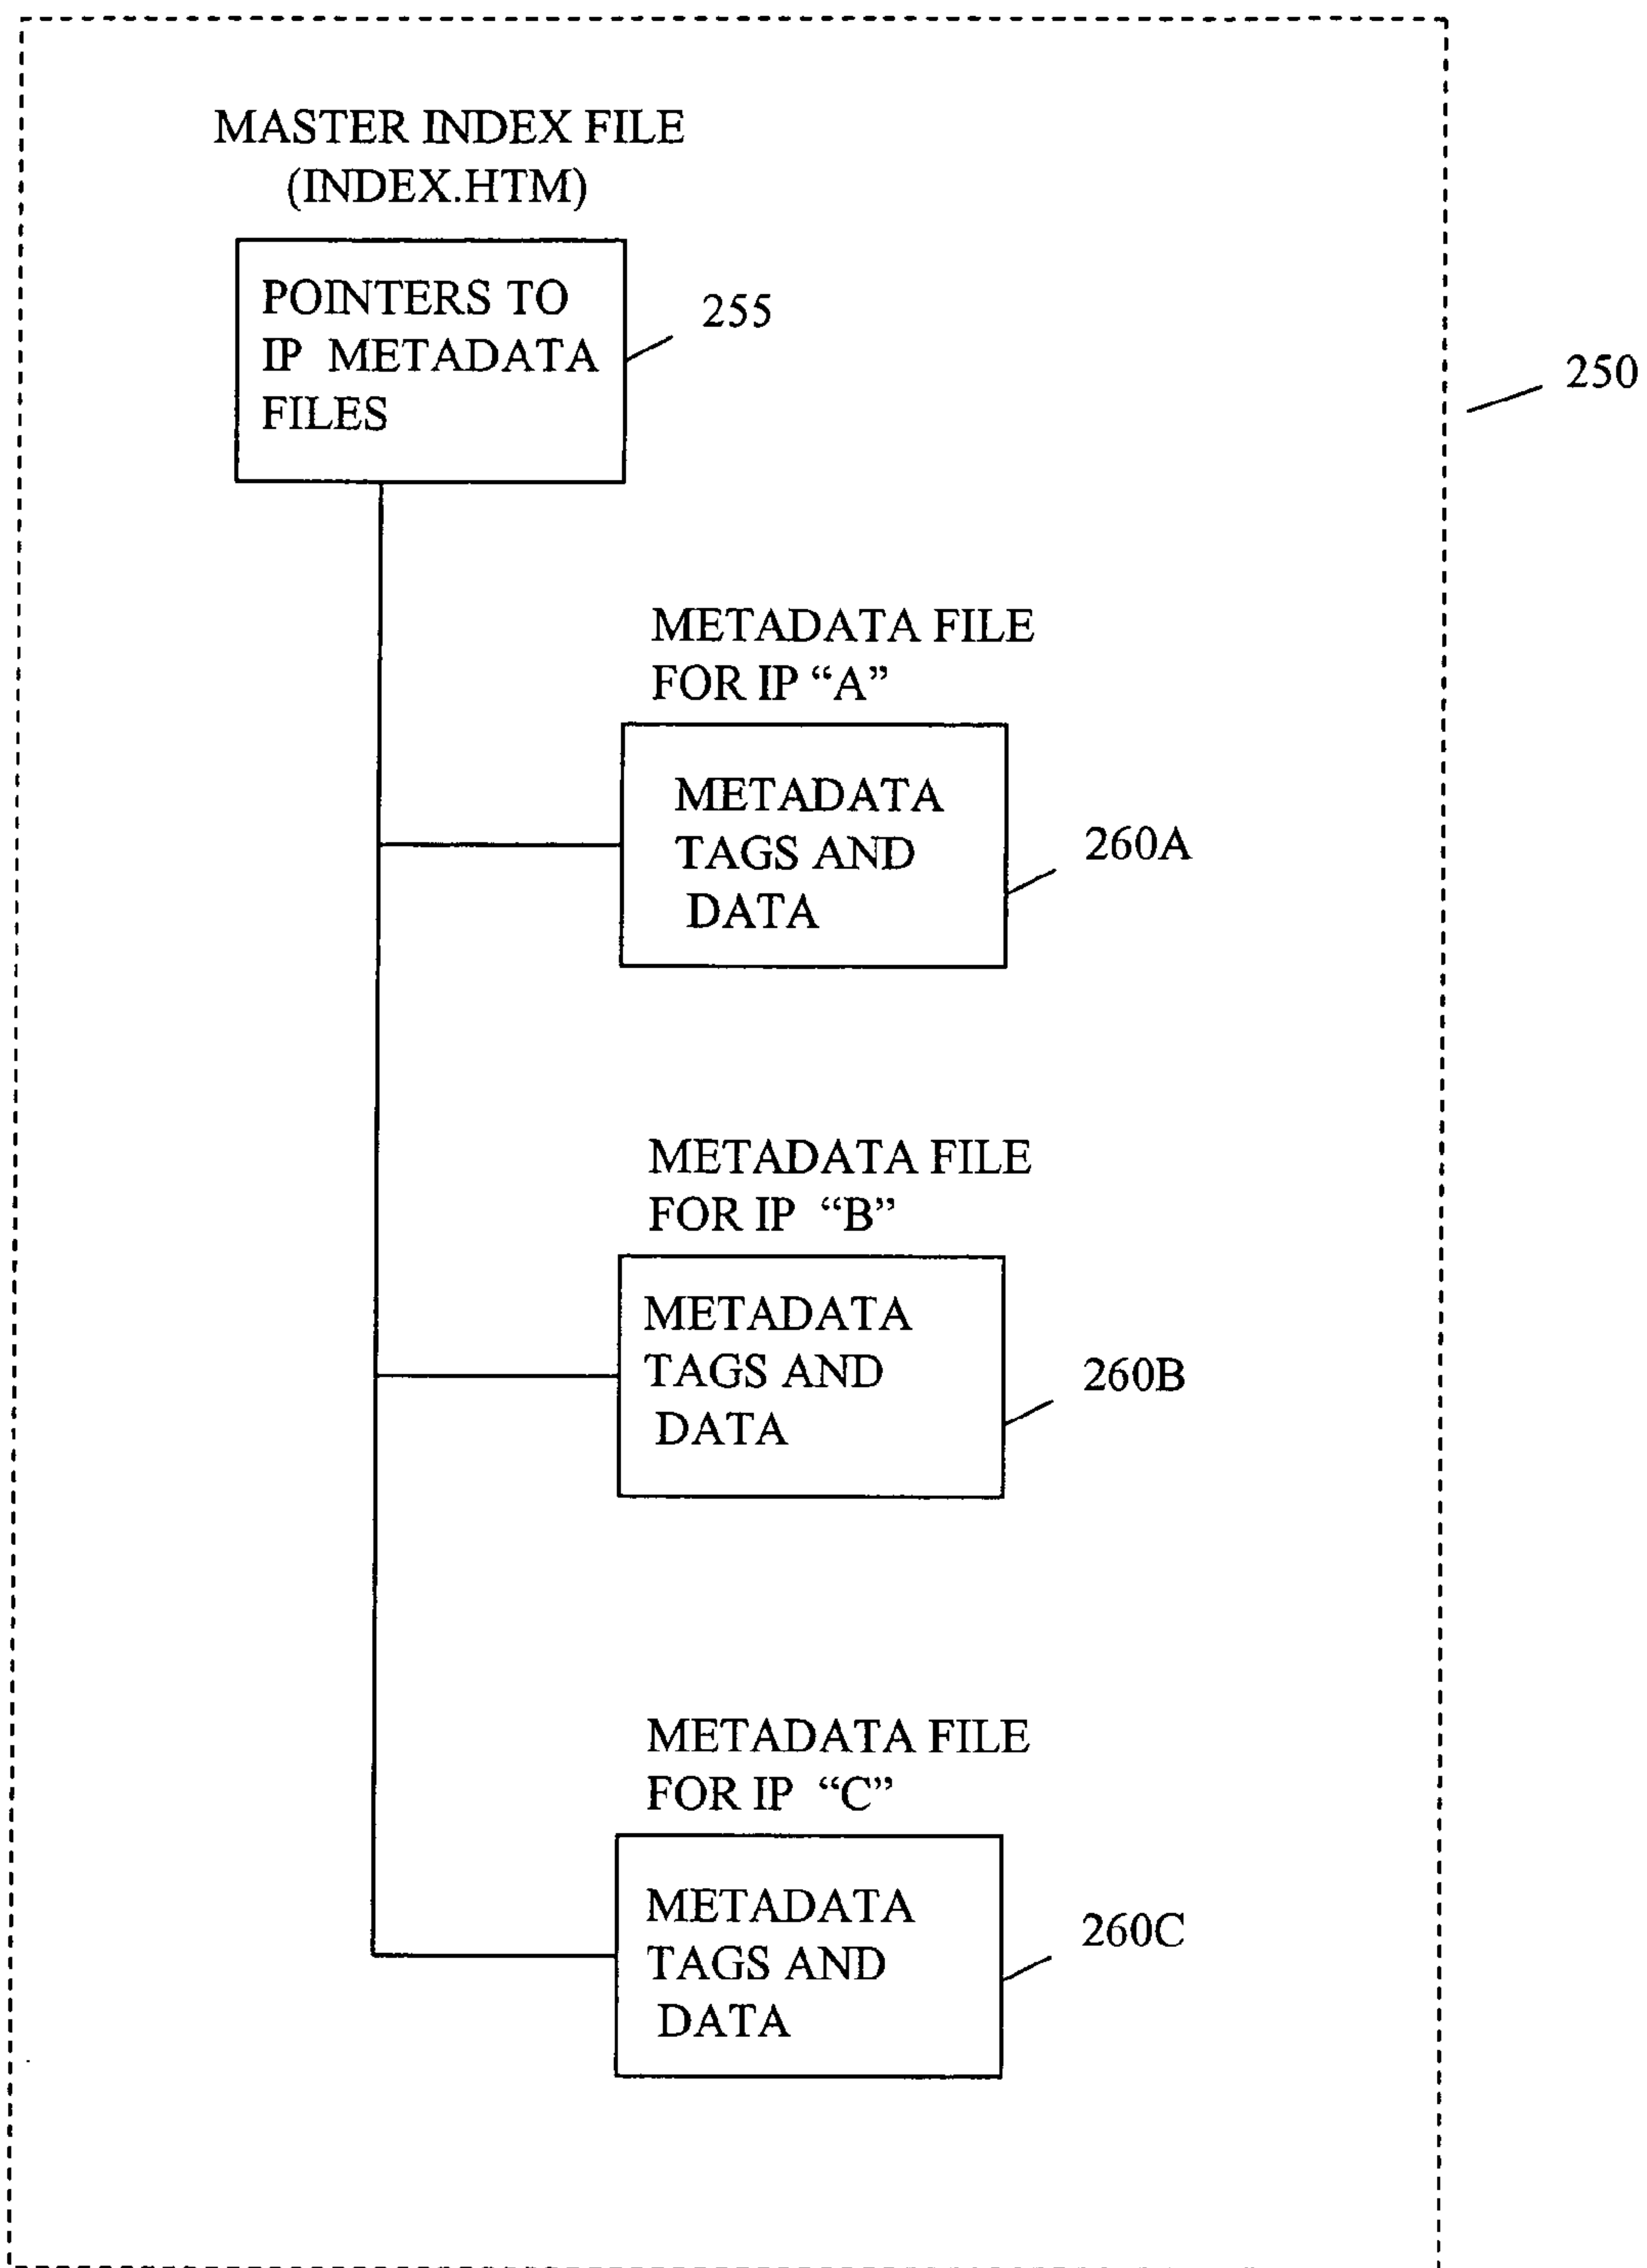 MASTER INDEX FILE
(INDEX.HTM)
POINTERS TO
IP METADATA
FILES
255
250
METADATA FILE
FOR IP “A”
METADATA
TAGS AND
DATA
260A
METADATA FILE
FOR IP “B”
METADATA
TAGS AND
DATA
260B
METADATA FILE
FOR IP “C”
METADATA
TAGS AND
DATA
260C